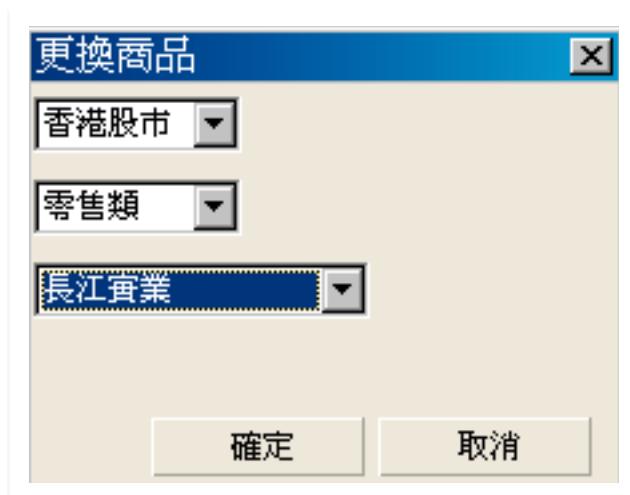 更換商品
香港股市
零售類
長江實業
確定 取消